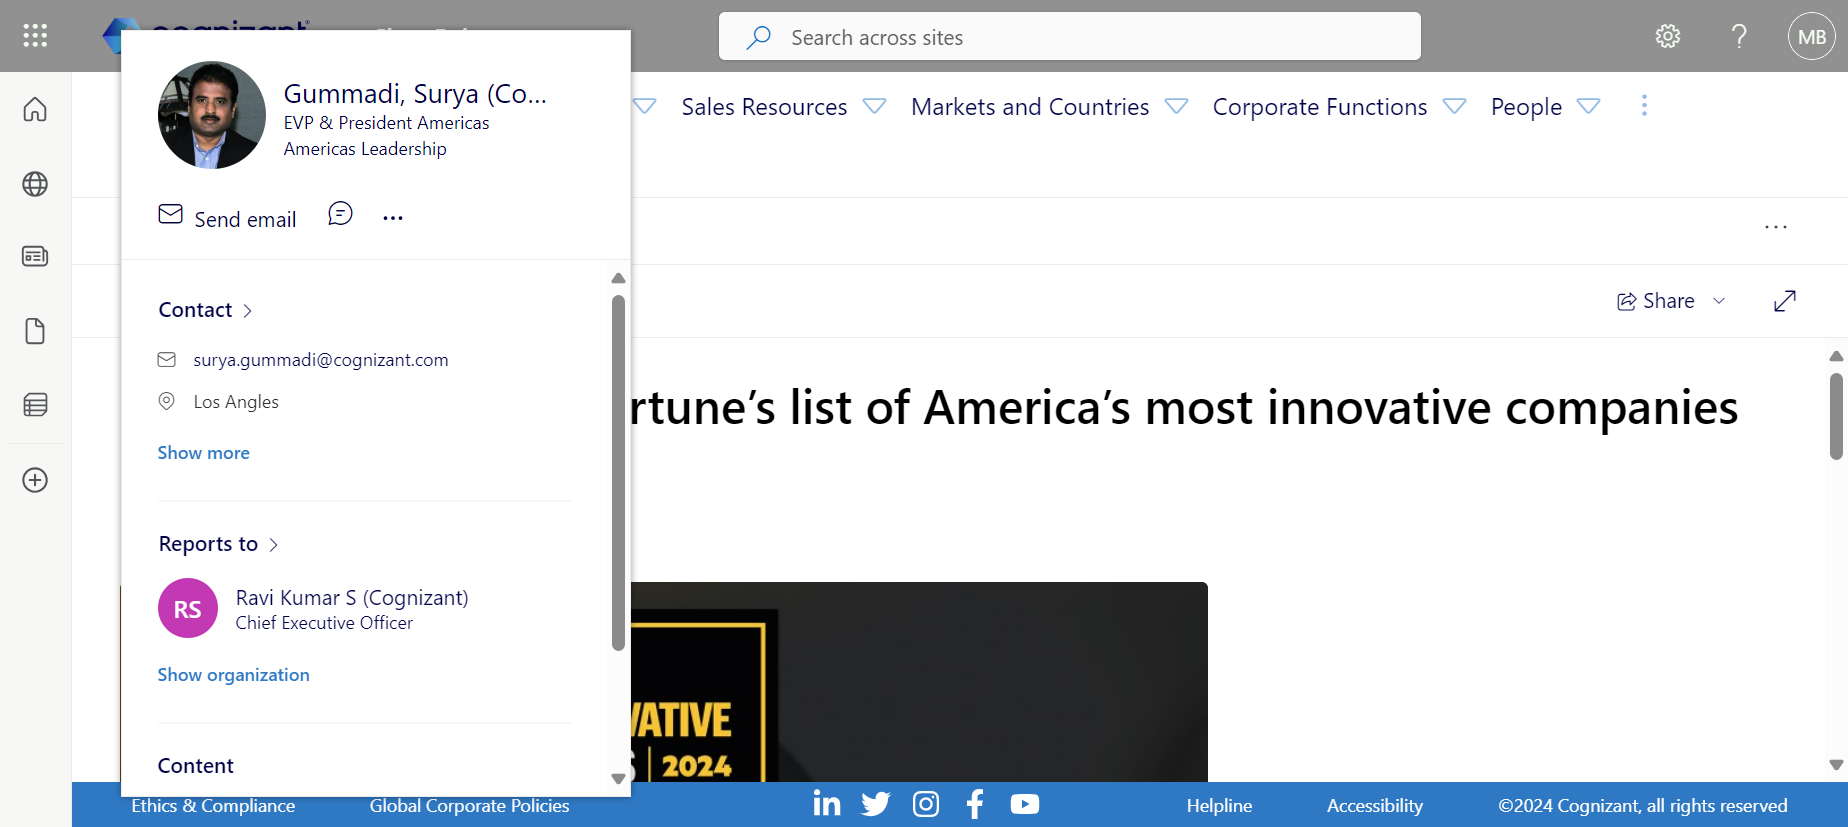 cognizant
Search across sites
MB
Gummadi, Surya (Co...
EVP & President Americas
Americas Leadership
Sales Resources
Markets and Countries
Corporate Functions
People
Send email
Contact
surya.gummadi@cognizant.com
Los Angles
Show more
Share
rtune’s list of America’s most innovative companies
Reports to
RS
Ravi Kumar S (Cognizant)
Chief Executive Officer
Show organization
Content
VATIVE
S | 2024
Ethics & Compliance
Global Corporate Policies
Helpline
Accessibility
©2024 Cognizant, all rights reserved